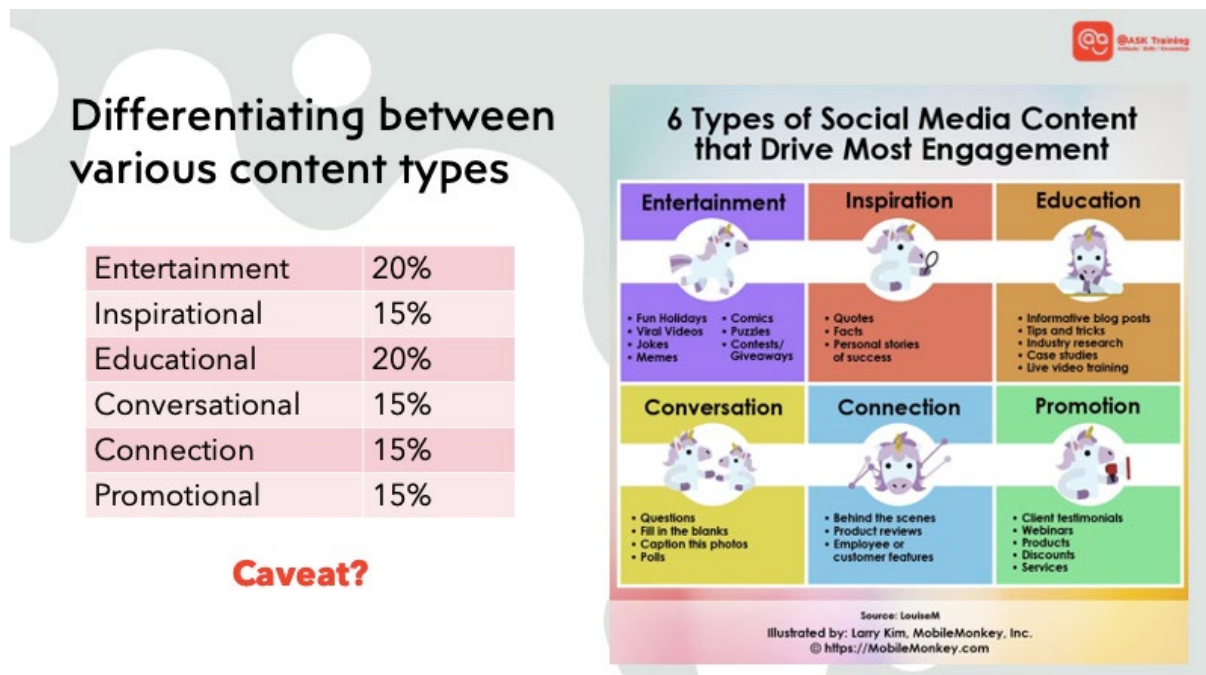 @ASK Training
Attitude | Skills | Knowledge
Differentiating between
various content types
Entertainment 20%
Inspirational 15%
Educational 20%
Conversational 15%
Connection 15%
Promotional 15%
Caveat?
6 Types of Social Media Content
that Drive Most Engagement
Entertainment
• Fun Holidays
• Viral Videos
• Jokes
• Memes
• Comics
• Puzzles
• Contests/
Giveaways
Inspiration
• Quotes
• Facts
• Personal stories
of success
Education
• Informative blog posts
• Tips and tricks
• Industry research
• Case studies
• Live video training
Conversation
• Questions
• Fill in the blanks
• Caption this photos
• Polls
Connection
• Behind the scenes
• Product reviews
• Employee or
customer features
Promotion
• Client testimonials
• Webinars
• Products
• Discounts
• Services
Source: LouiseM
Illustrated by: Larry Kim, MobileMonkey, Inc.
© https://MobileMonkey.com